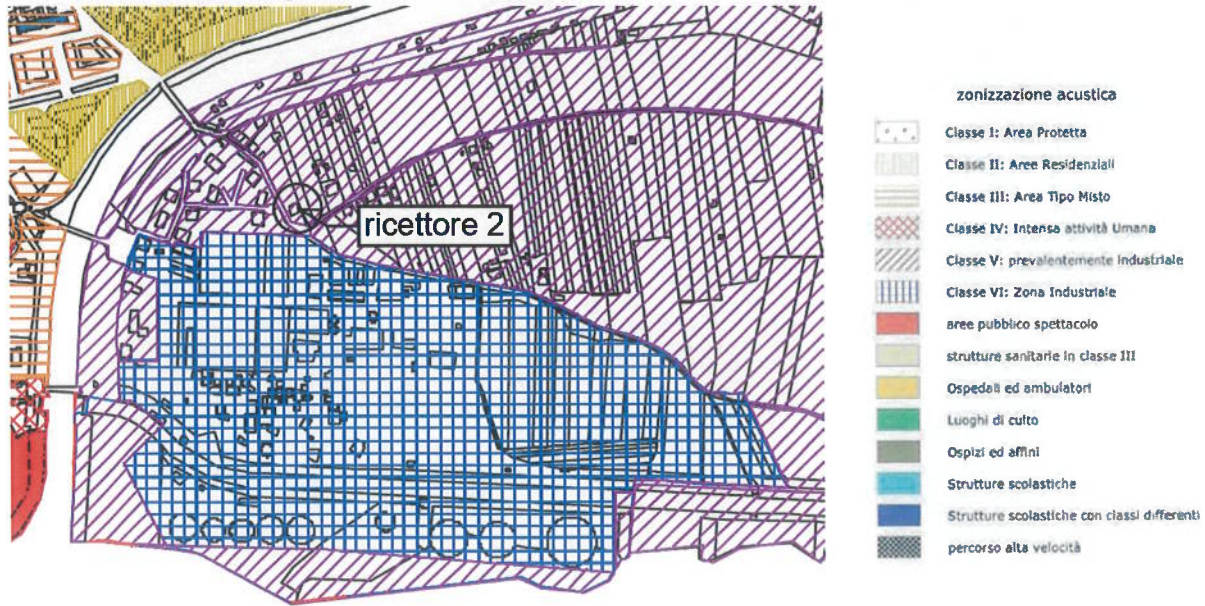 ricettore 2
zonizzazione acustica
Classe I: Area Protetta
Classe II: Aree Residenziali
Classe III: Area Tipo Misto
Classe IV: Intensa attività Umana
Classe V: prevalentemente Industriale
Classe VI: Zona Industriale
aree pubblico spettacolo
strutture sanitarie in classe III
Ospedali ed ambulatori
Luoghi di culto
Ospizi ed affini
Strutture scolastiche
Strutture scolastiche con classi differenti
percorso alta velocità